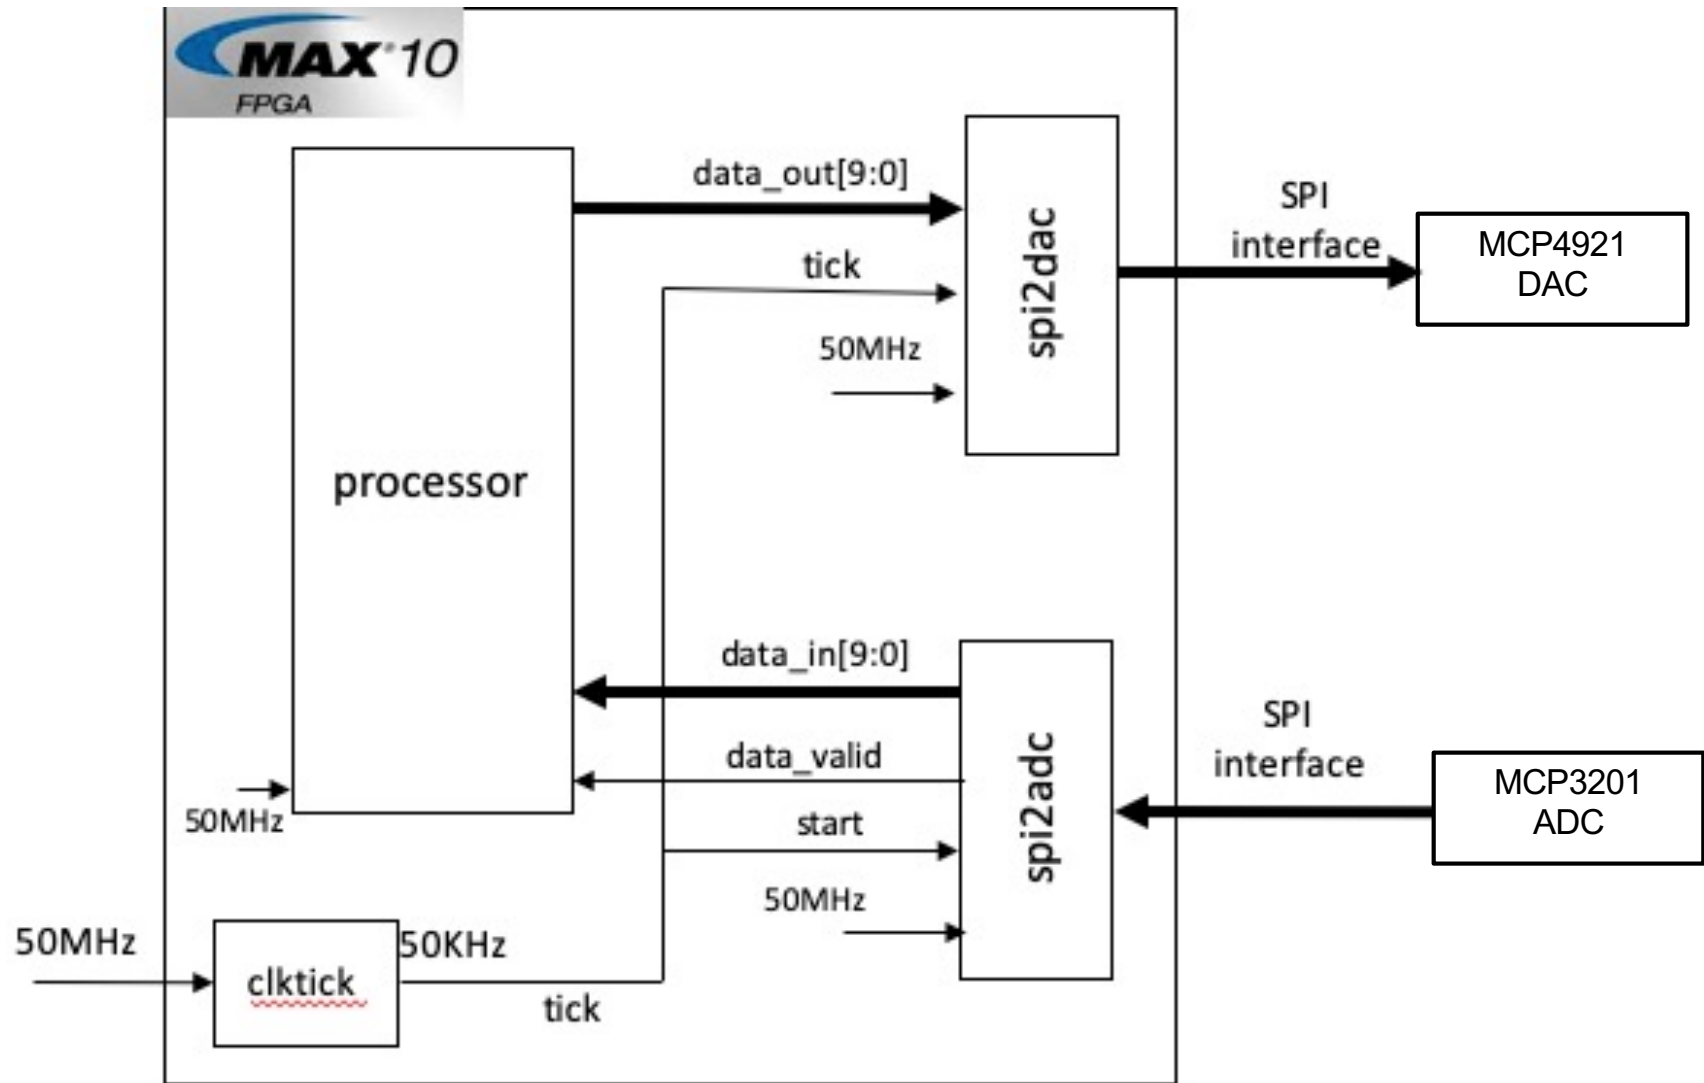 MAX® 10
FPGA
data_out[9:0]
tick
50MHz
spi2dac
SPI
interface
MCP4921
DAC
processor
data_in[9:0]
data_valid
start
50MHz
spi2adc
SPI
interface
MCP3201
ADC
50MHz
50MHz
clktick
50KHz
tick